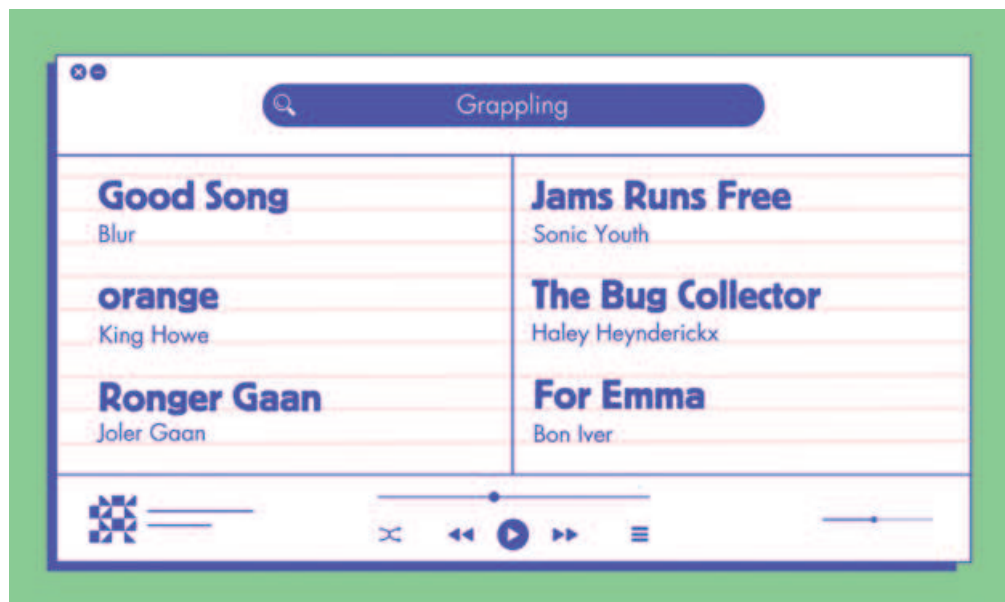 Grappling
Good Song
Blur
orange
King Howe
Ronger Gaan
Joler Gaan
Jams Runs Free
Sonic Youth
The Bug Collector
Haley Heynderickx
For Emma
Bon Iver